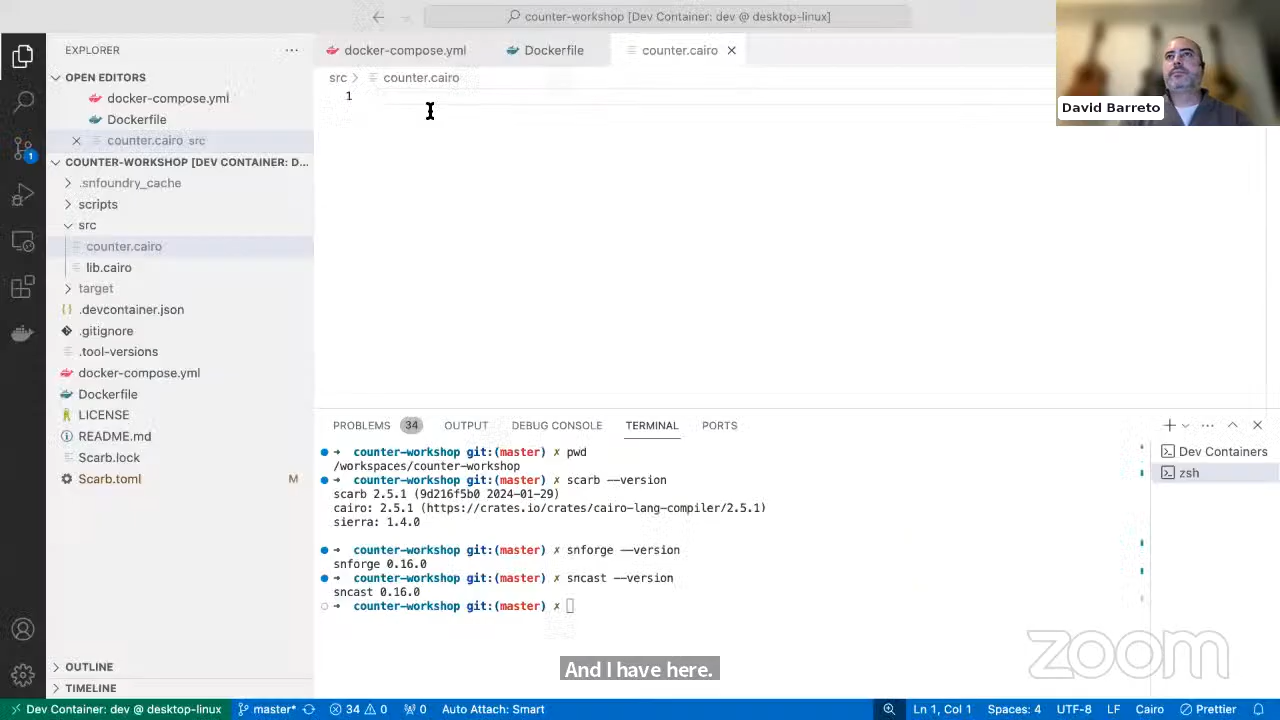 counter-workshop [Dev Container: dev @ desktop-linux]
David Barreto
EXPLORER
OPEN EDITORS
docker-compose.yml
Dockerfile
counter.cairo src
COUNTER-WORKSHOP [DEV CONTAINER: D...
.snfoundry_cache
scripts
src
counter.cairo
lib.cairo
target
.devcontainer.json
.gitignore
.tool-versions
docker-compose.yml
Dockerfile
LICENSE
README.md
Scarb.lock
Scarb.toml M
OUTLINE
TIMELINE
1
docker-compose.yml Dockerfile counter.cairo
src counter.cairo
1
PROBLEMS 34 OUTPUT DEBUG CONSOLE TERMINAL PORTS
➜ counter-workshop git:(master) ✗ pwd
/workspaces/counter-workshop
➜ counter-workshop git:(master) ✗ scarb --version
scarb 2.5.1 (9d216f5b0 2024-01-29)
cairo: 2.5.1 (https://crates.io/crates/cairo-lang-compiler/2.5.1)
sierra: 1.4.0
➜ counter-workshop git:(master) ✗ snforge --version
snforge 0.16.0
➜ counter-workshop git:(master) ✗ sncast --version
sncast 0.16.0
➜ counter-workshop git:(master) ✗
Dev Containers
zsh
And I have here.
zoom
Dev Container: dev @ desktop-linux master* 34 0 0 Auto Attach: Smart Ln 1, Col 1 Spaces: 4 UTF-8 LF Cairo Prettier